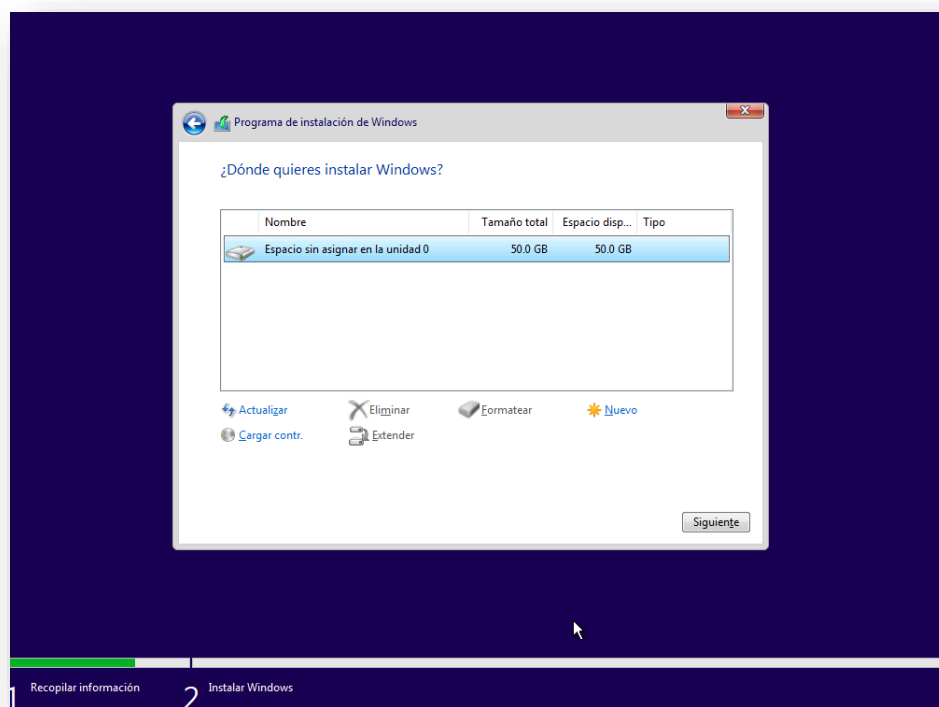 Programa de instalación de Windows
¿Dónde quieres instalar Windows?
Nombre Tamaño total Espacio disp... Tipo
Espacio sin asignar en la unidad 0 50.0 GB 50.0 GB
Actualizar Eliminar Formatear Nuevo
Cargar contr. Extender
Siguiente
1 Recopilar información 2 Instalar Windows